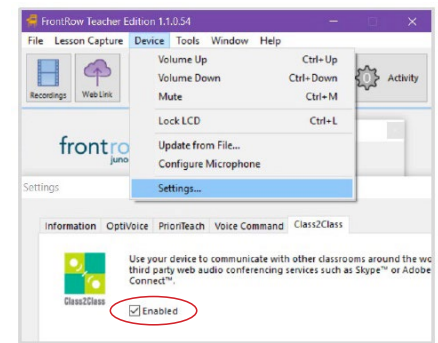 FrontRow Teacher Edition 1.1.0.54
File Lesson Capture Device Tools Window Help
Volume Up Ctrl+Up
Volume Down Ctrl+Down
Mute Ctrl+M
Lock LCD Ctrl+L
Update from File...
Configure Microphone
Settings...
Recordings Web Link Activity
frontro
juno
Settings
Information OptiVoice PrioriTeach Voice Command Class2Class
Use your device to communicate with other classrooms around the wo
third party web audio conferencing services such as Skype™ or Adobe
Connect™.
Class2Class
Enabled